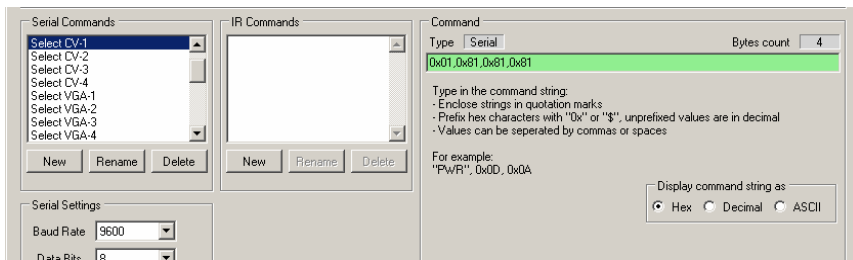 Serial Commands
Select CV-1
Select CV-2
Select CV-3
Select CV-4
Select VGA-1
Select VGA-2
Select VGA-3
Select VGA-4
New Rename Delete
Serial Settings
Baud Rate 9600
Data Bits 8
IR Commands
New Rename Delete
Command
Type Serial Bytes count 4
0x01,0x81,0x81,0x81
Type in the command string:
- Enclose strings in quotation marks
- Prefix hex characters with "0x" or "$", unprefixed values are in decimal
- Values can be seperated by commas or spaces
For example:
"PWR", 0x0D, 0x0A
Display command string as
Hex Decimal ASCII